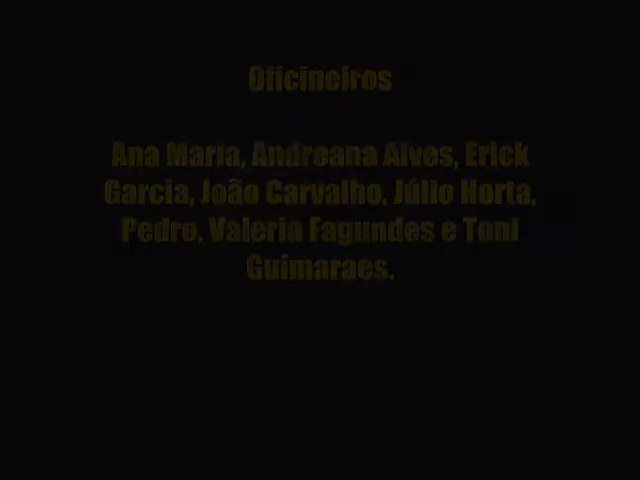 Oficineiros
Ana Maria, Andreana Alves, Erick
Garcia, João Carvalho, Júlio Horta,
Pedro, Valeria Fagundes e Toni
Guimaraes.